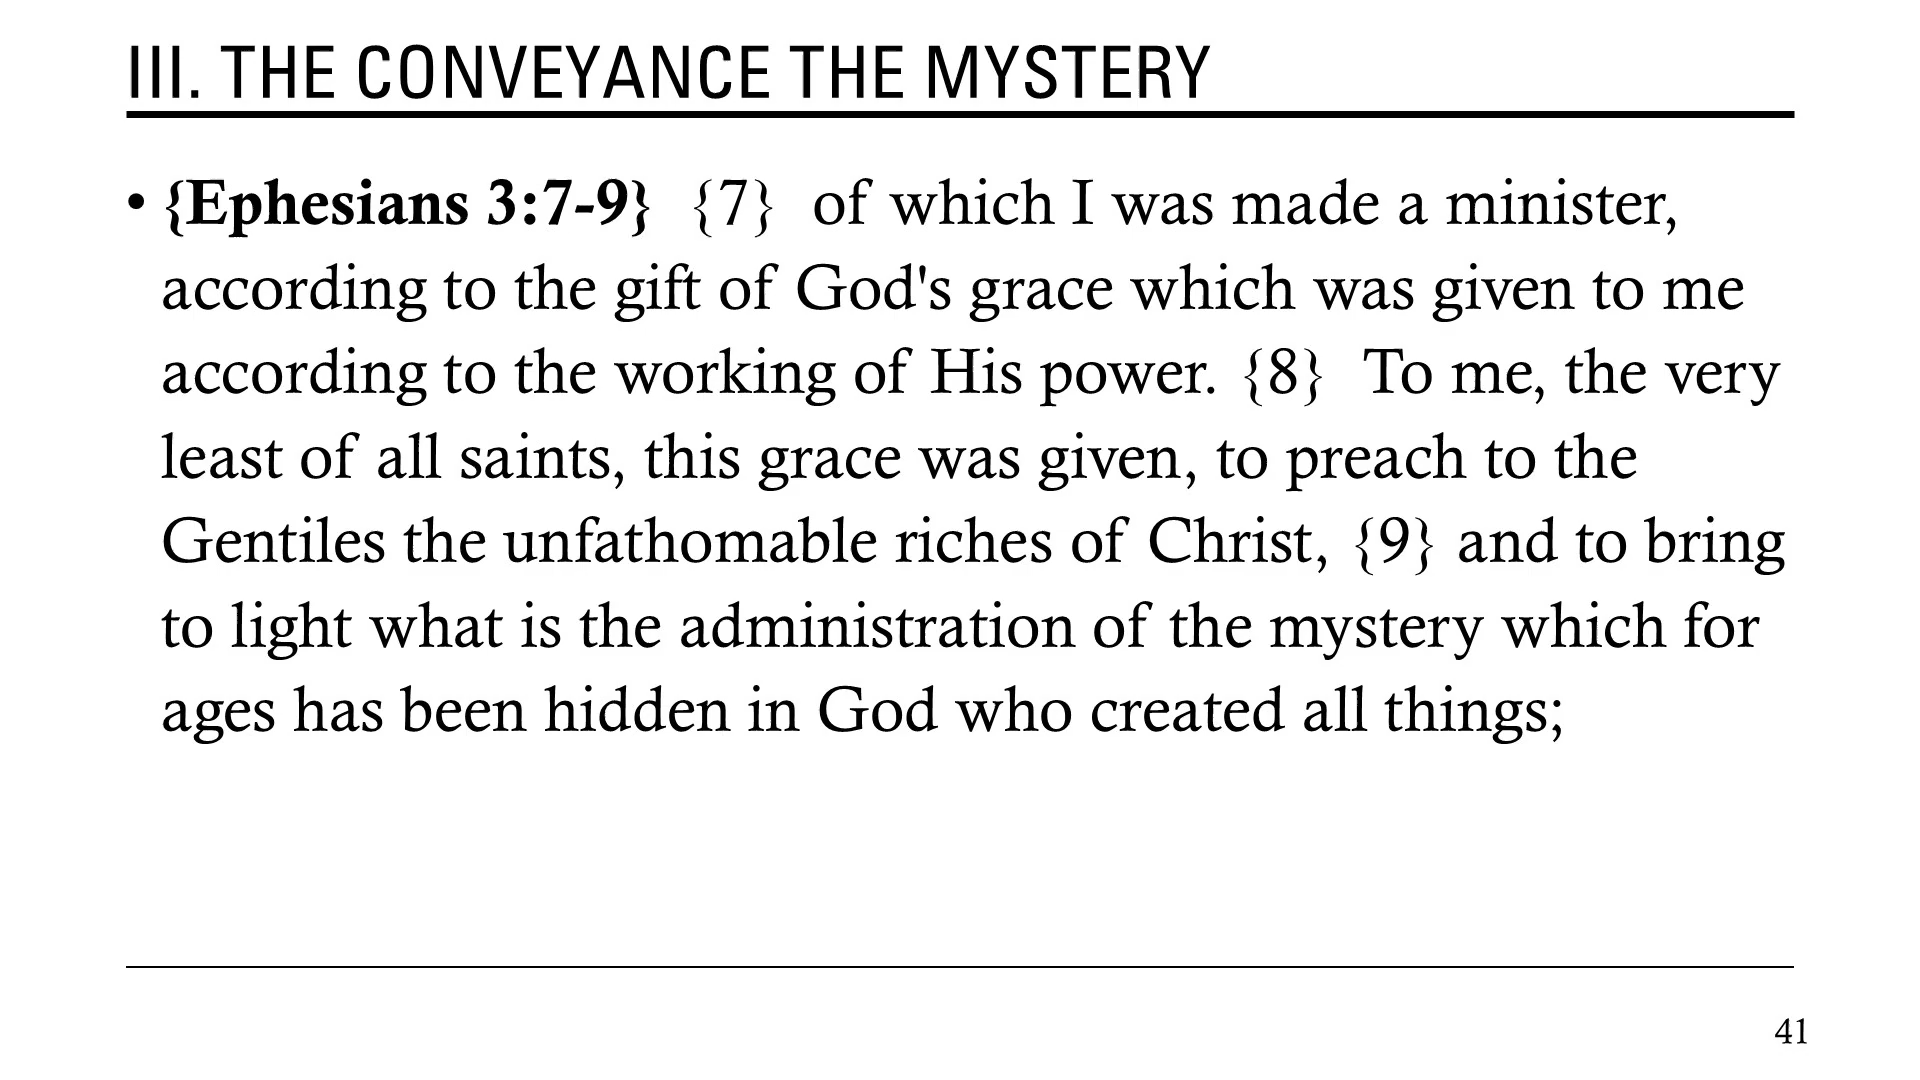 III. THE CONVEYANCE THE MYSTERY
• {Ephesians 3:7-9} {7} of which I was made a minister,
according to the gift of God's grace which was given to me
according to the working of His power. {8} To me, the very
least of all saints, this grace was given, to preach to the
Gentiles the unfathomable riches of Christ, {9} and to bring
to light what is the administration of the mystery which for
ages has been hidden in God who created all things;
41